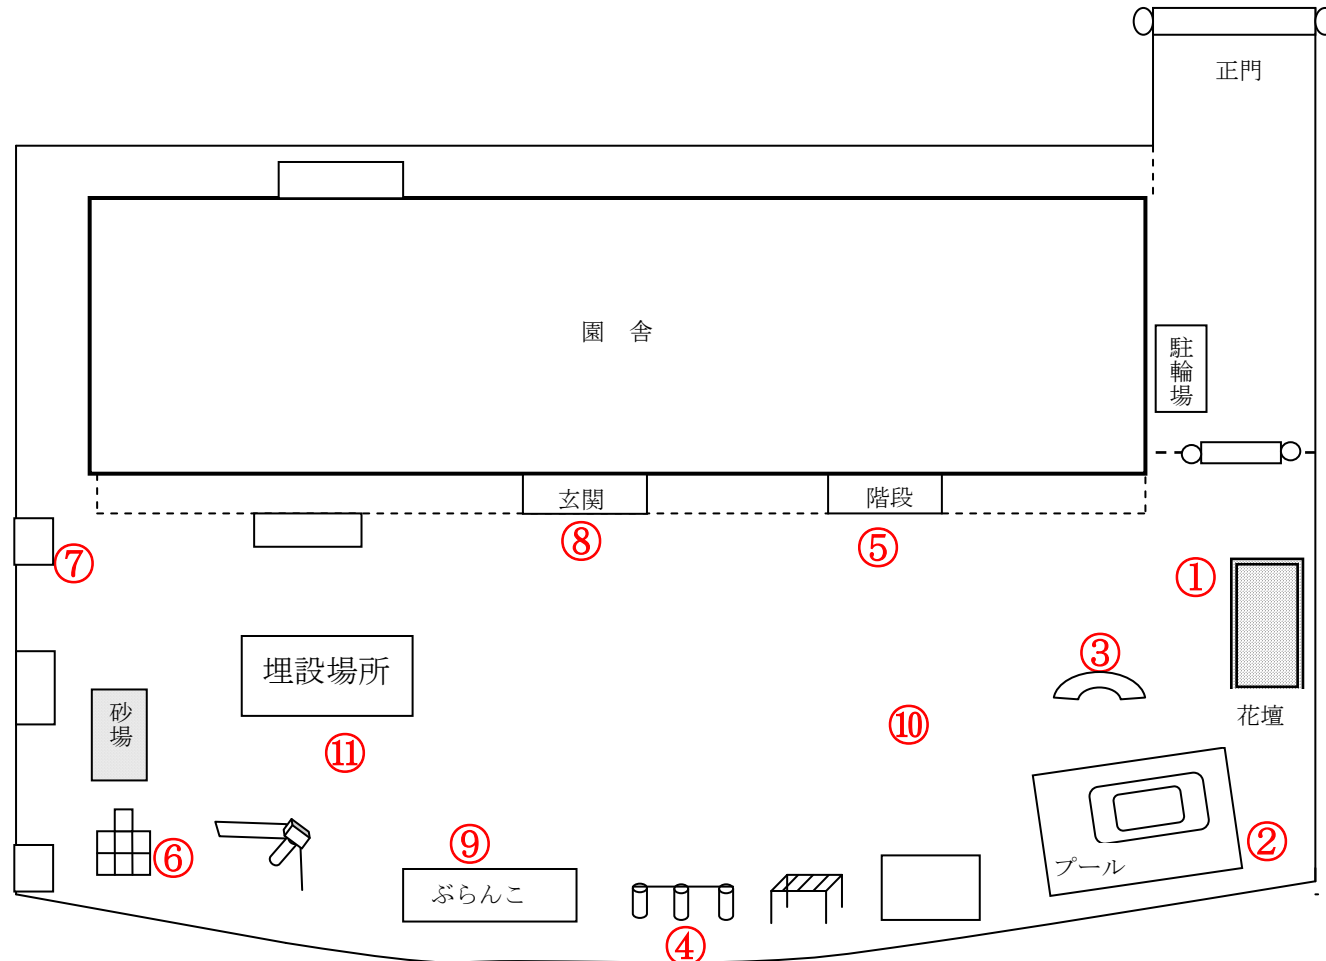 正門
園 舎
駐輪場
玄関
階段
⑧
⑤
⑦
①
③
埋設場所
砂場
⑩
花壇
⑪
⑨
⑥
②
プール
ぶらんこ
④